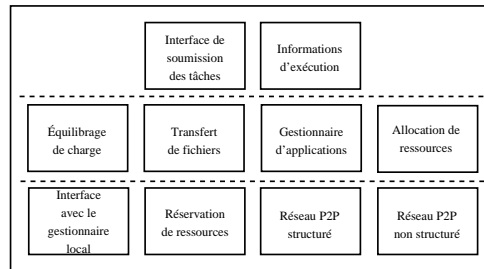 Interface de
soumission
des tâches
Informations
d'exécution
Équilibrage
de charge
Transfert
de fichiers
Gestionnaire
d'applications
Allocation de
ressources
Interface
avec le
gestionnaire
local
Réservation
de ressources
Réseau P2P
structuré
Réseau P2P
non structuré